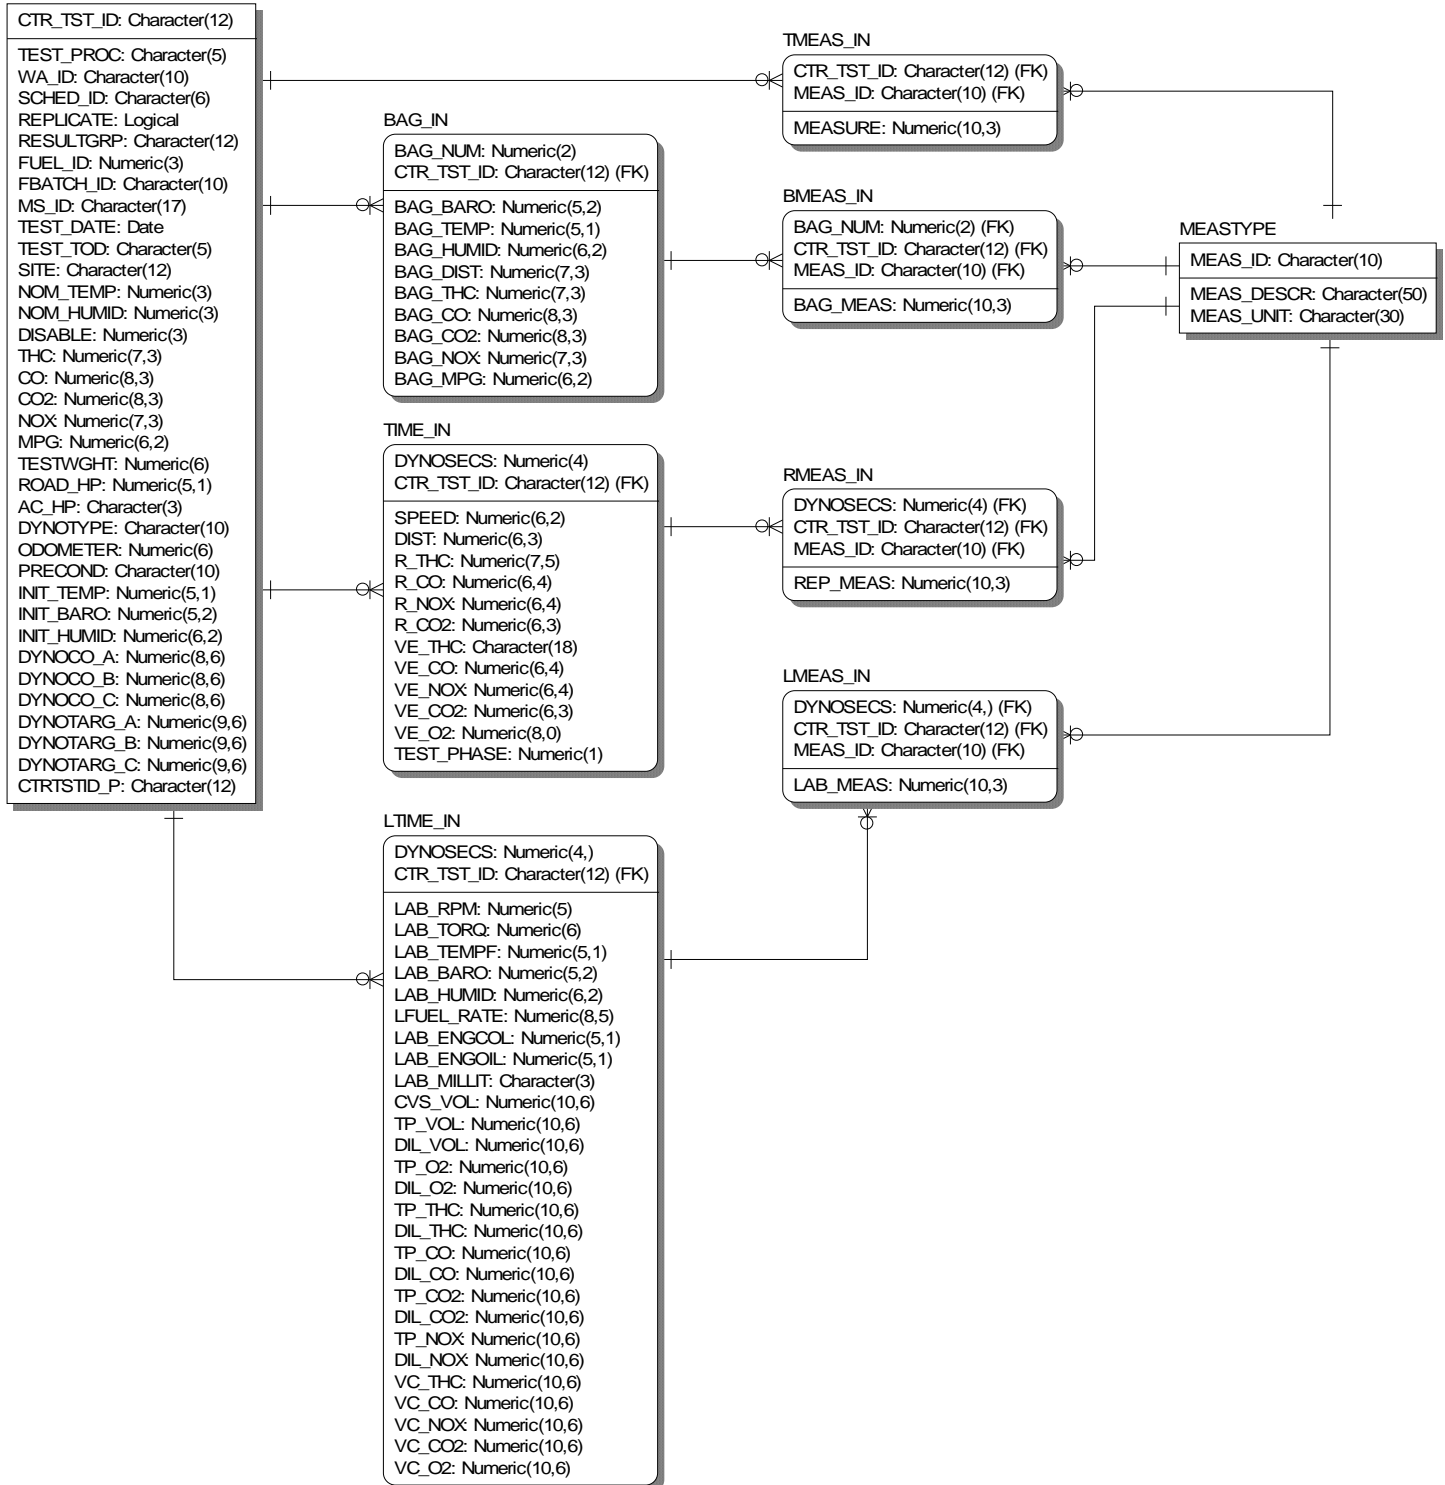 CTR_TST_ID: Character(12)
TEST_PROC: Character(5)
WA_ID: Character(10)
SCHED_ID: Character(6)
REPLICATE: Logical
RESULTGRP: Character(12)
FUEL_ID: Numeric(3)
FBATCH_ID: Character(10)
MS_ID: Character(17)
TEST_DATE: Date
TEST_TOD: Character(5)
SITE: Character(12)
NOM_TEMP: Numeric(3)
NOM_HUMID: Numeric(3)
DISABLE: Numeric(3)
THC: Numeric(7,3)
CO: Numeric(8,3)
CO2: Numeric(8,3)
NOX: Numeric(7,3)
MPG: Numeric(6,2)
TESTWGHT: Numeric(6)
ROAD_HP: Numeric(5,1)
AC_HP: Character(3)
DYNOTYPE: Character(10)
ODOMETER: Numeric(6)
PRECOND: Character(10)
INIT_TEMP: Numeric(5,1)
INIT_BARO: Numeric(5,2)
INIT_HUMID: Numeric(6,2)
DYNOCO_A: Numeric(8,6)
DYNOCO_B: Numeric(8,6)
DYNOCO_C: Numeric(8,6)
DYNOTARG_A: Numeric(9,6)
DYNOTARG_B: Numeric(9,6)
DYNOTARG_C: Numeric(9,6)
CTRTSTID_P: Character(12)
BAG_IN
BAG_NUM: Numeric(2)
CTR_TST_ID: Character(12) (FK)
BAG_BARO: Numeric(5,2)
BAG_TEMP: Numeric(5,1)
BAG_HUMID: Numeric(6,2)
BAG_DIST: Numeric(7,3)
BAG_THC: Numeric(7,3)
BAG_CO: Numeric(8,3)
BAG_CO2: Numeric(8,3)
BAG_NOX: Numeric(7,3)
BAG_MPG: Numeric(6,2)
TIME_IN
DYNOSECS: Numeric(4)
CTR_TST_ID: Character(12) (FK)
SPEED: Numeric(6,2)
DIST: Numeric(6,3)
R_THC: Numeric(7,5)
R_CO: Numeric(6,4)
R_NOX: Numeric(6,4)
R_CO2: Numeric(6,3)
VE_THC: Character(18)
VE_CO: Numeric(6,4)
VE_NOX: Numeric(6,4)
VE_CO2: Numeric(6,3)
VE_O2: Numeric(8,0)
TEST_PHASE: Numeric(1)
LTIME_IN
DYNOSECS: Numeric(4,)
CTR_TST_ID: Character(12) (FK)
LAB_RPM: Numeric(5)
LAB_TORQ: Numeric(6)
LAB_TEMPF: Numeric(5,1)
LAB_BARO: Numeric(5,2)
LAB_HUMID: Numeric(6,2)
LFUEL_RATE: Numeric(8,5)
LAB_ENGCOL: Numeric(5,1)
LAB_ENGOIL: Numeric(5,1)
LAB_MILLIT: Character(3)
CVS_VOL: Numeric(10,6)
TP_VOL: Numeric(10,6)
DIL_VOL: Numeric(10,6)
TP_O2: Numeric(10,6)
DIL_O2: Numeric(10,6)
TP_THC: Numeric(10,6)
DIL_THC: Numeric(10,6)
TP_CO: Numeric(10,6)
DIL_CO: Numeric(10,6)
TP_CO2: Numeric(10,6)
DIL_CO2: Numeric(10,6)
TP_NOX: Numeric(10,6)
DIL_NOX: Numeric(10,6)
VC_THC: Numeric(10,6)
VC_CO: Numeric(10,6)
VC_NOX: Numeric(10,6)
VC_CO2: Numeric(10,6)
VC_O2: Numeric(10,6)
TMEAS_IN
CTR_TST_ID: Character(12) (FK)
MEAS_ID: Character(10) (FK)
MEASURE: Numeric(10,3)
BMEAS_IN
BAG_NUM: Numeric(2) (FK)
CTR_TST_ID: Character(12) (FK)
MEAS_ID: Character(10) (FK)
BAG_MEAS: Numeric(10,3)
RMEAS_IN
DYNOSECS: Numeric(4) (FK)
CTR_TST_ID: Character(12) (FK)
MEAS_ID: Character(10) (FK)
REP_MEAS: Numeric(10,3)
LMEAS_IN
DYNOSECS: Numeric(4,) (FK)
CTR_TST_ID: Character(12) (FK)
MEAS_ID: Character(10) (FK)
LAB_MEAS: Numeric(10,3)
MEASTYPE
MEAS_ID: Character(10)
MEAS_DESCR: Character(50)
MEAS_UNIT: Character(30)